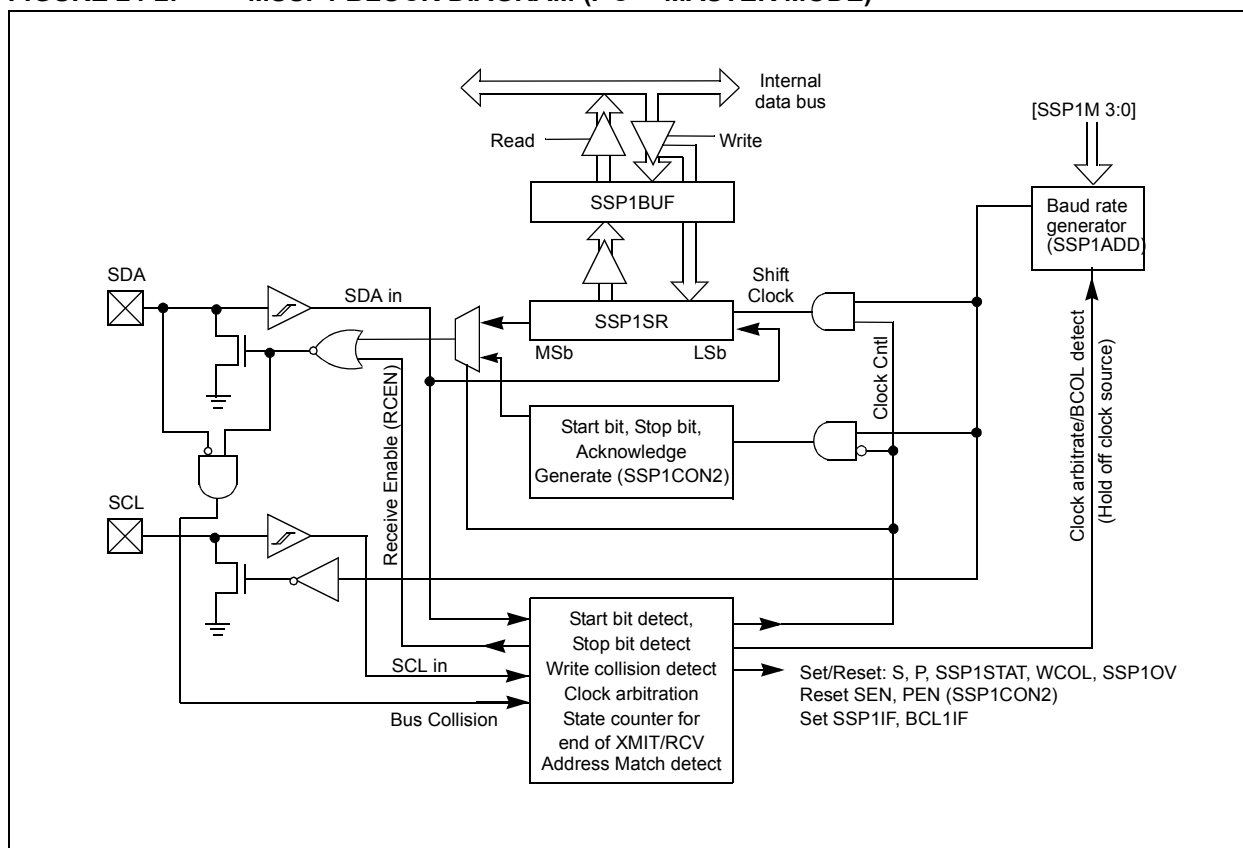 Internal
data bus
[SSP1M 3:0]
Read
Write
SSP1BUF
Baud rate
generator
(SSP1ADD)
SDA
SDA in
Shift
Clock
SSP1SR
MSb
LSb
Receive Enable (RCEN)
Clock Cntl
Clock arbitrate/BCOL detect
(Hold off clock source)
Start bit, Stop bit,
Acknowledge
Generate (SSP1CON2)
SCL
SCL in
Bus Collision
Start bit detect,
Stop bit detect
Write collision detect
Clock arbitration
State counter for
end of XMIT/RCV
Address Match detect
Set/Reset: S, P, SSP1STAT, WCOL, SSP1OV
Reset SEN, PEN (SSP1CON2)
Set SSP1IF, BCL1IF